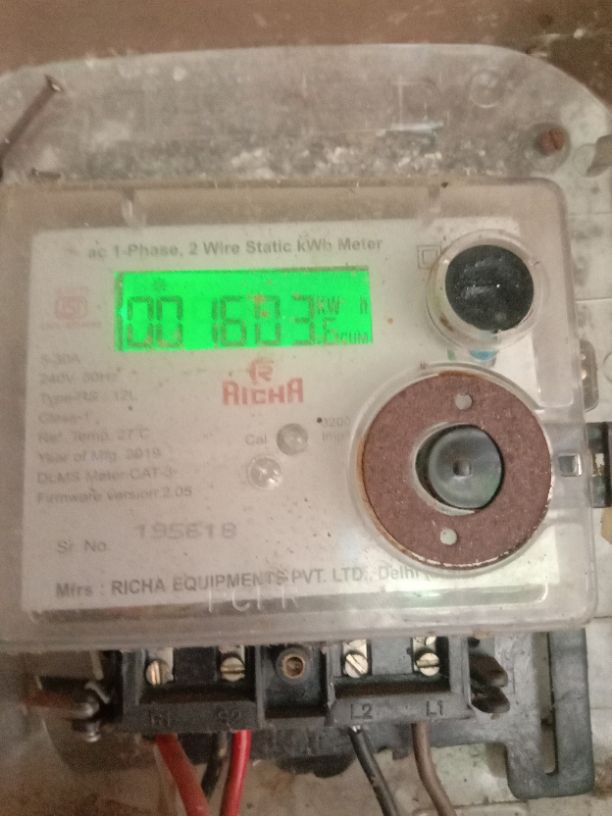 ac 1-Phase, 2 Wire Static kWh Meter
kW h
CUM
5-30A
240V 50Hz
Class-1
Ref. Temp. 27°C
Year of Mfg. 2019
DLMS Meter-CAT-3
Firmware version:2.05
RICHA
Cal
3200
Sr. No. 195618
Mfrs : RICHA EQUIPMENTS PVT. LTD., Delhi
L2 L1